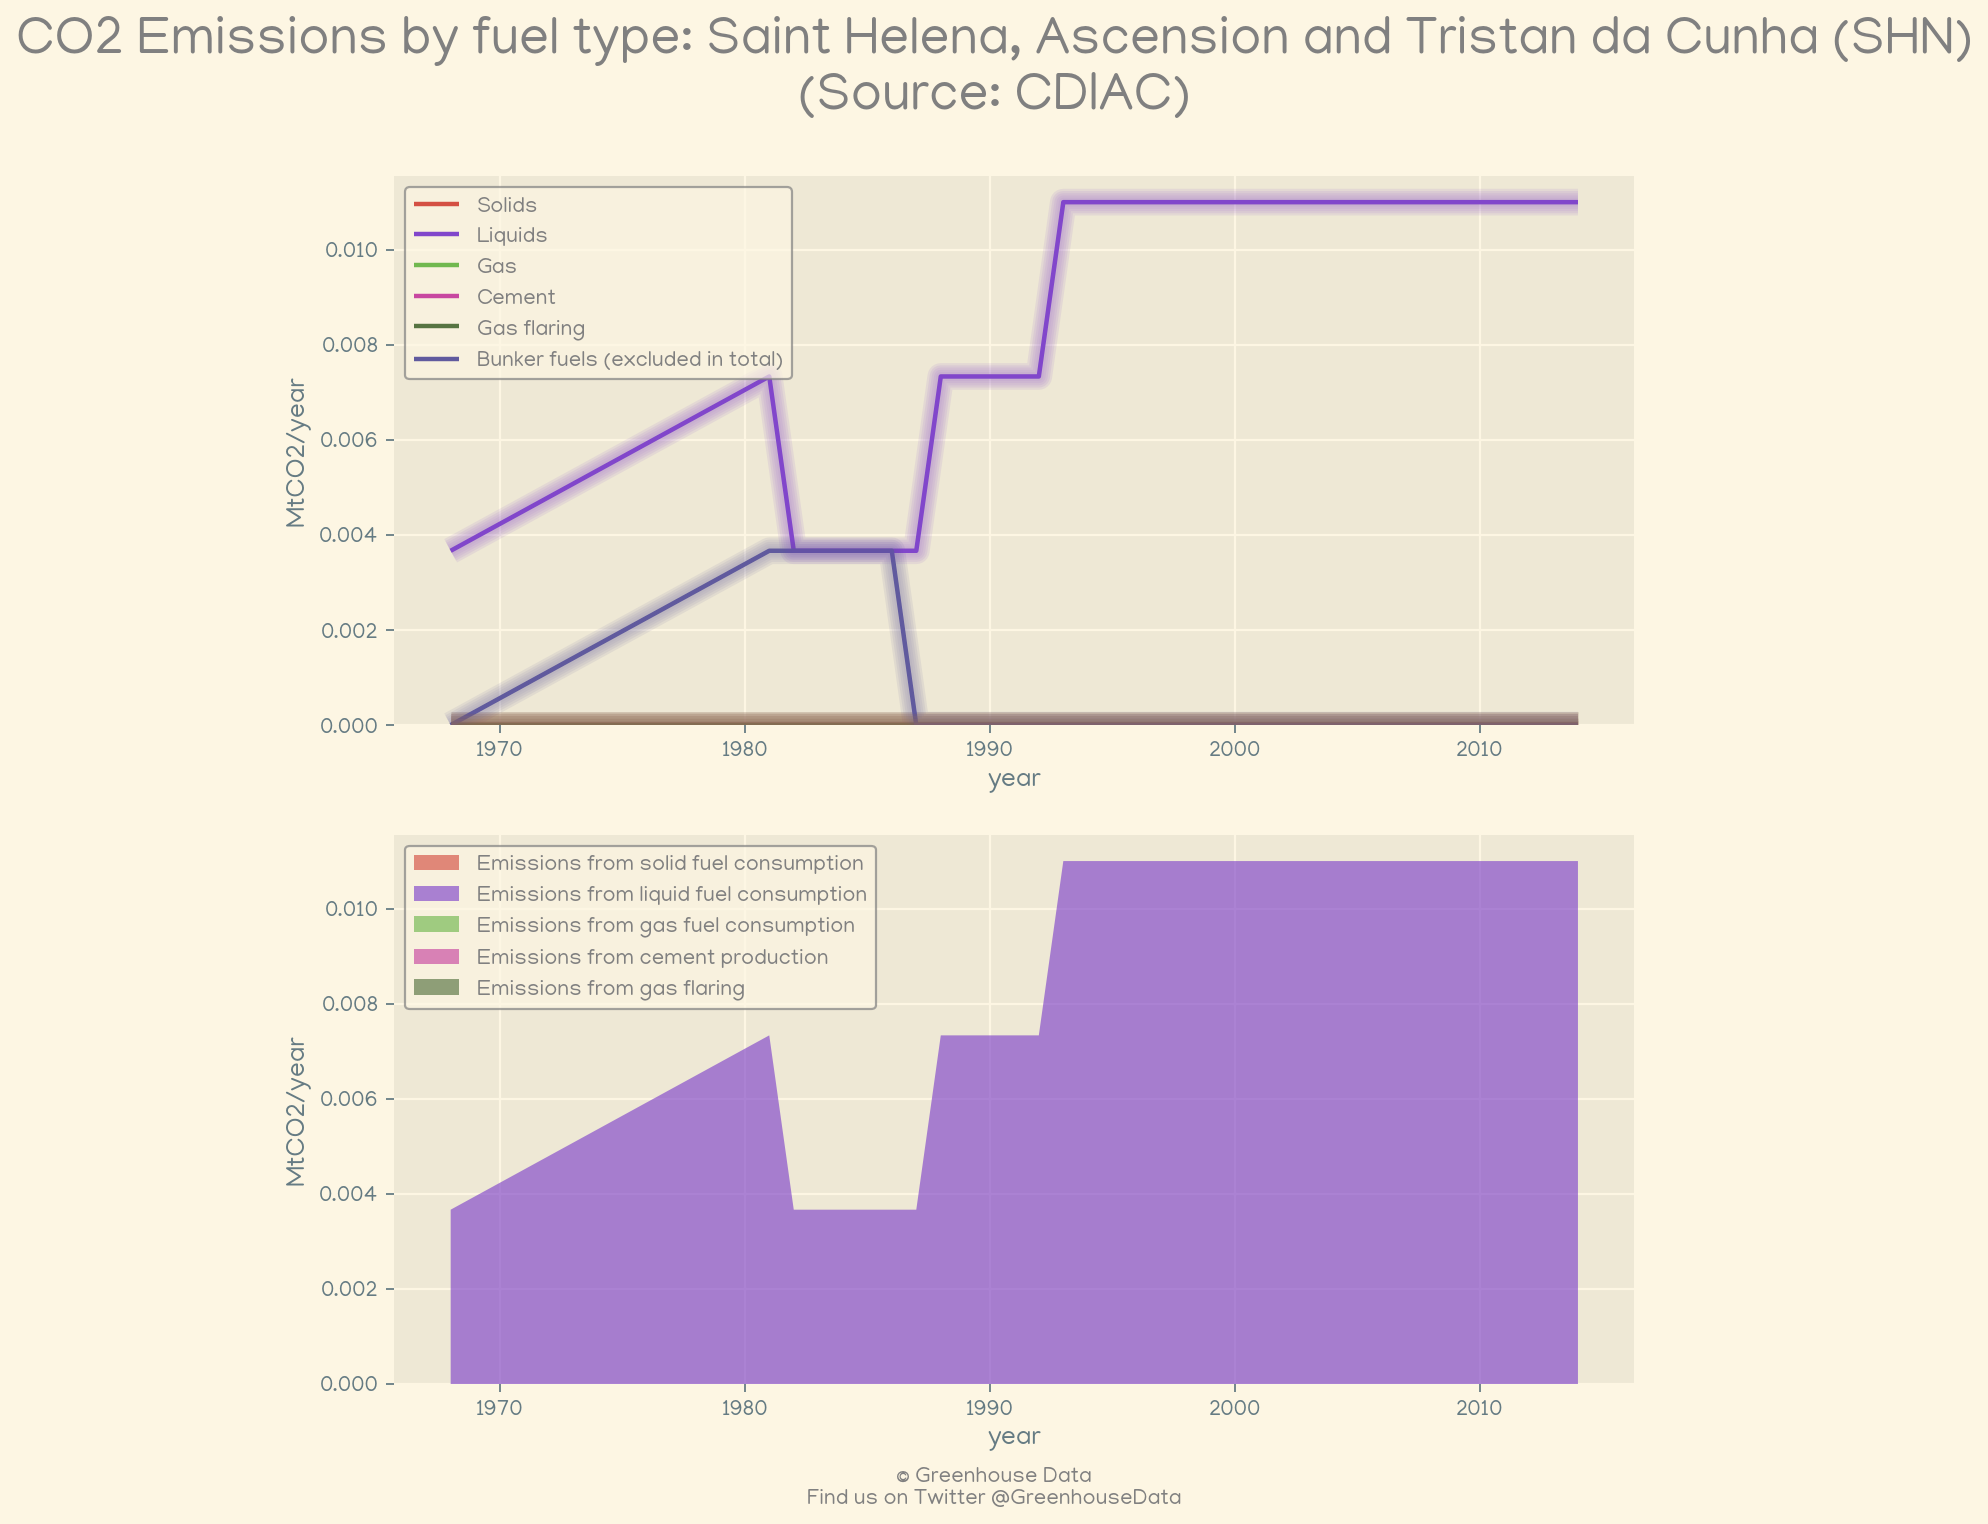 CO2 Emissions by fuel type: Saint Helena, Ascension and Tristan da Cunha (SHN)
(Source: CDIAC)
Solids
Liquids
Gas
Cement
Gas flaring
Bunker fuels (excluded in total)
MtCO2/year
0.010
0.008
0.006
0.004
0.002
0.000
1970 1980 1990 2000 2010
year
Emissions from solid fuel consumption
Emissions from liquid fuel consumption
Emissions from gas fuel consumption
Emissions from cement production
Emissions from gas flaring
MtCO2/year
0.010
0.008
0.006
0.004
0.002
0.000
1970 1980 1990 2000 2010
year
© Greenhouse Data
Find us on Twitter @GreenhouseData